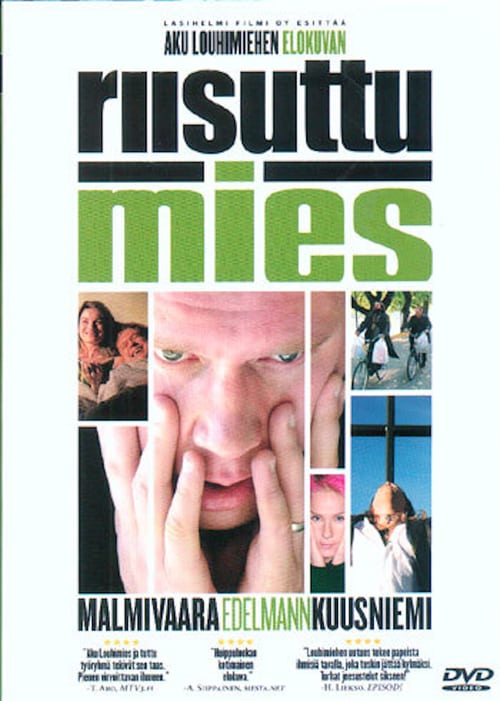 LASIHELMI FILMI OY ESITTÄÄ
AKU LOUHIMIEHEN ELOKUVAN
riisuttu
mies
MALMIVAARA EDELMANN KUUSNIEMI
"Aku Louhimies ja tuttu
työryhmä tekivät sen taas.
Pienen virvoittavan ihmeen."
-T. Aro, MTV3.fi
"Huippuluokan
kotimainen
elokuva."
-A. Siippainen, mesta.net
"Louhimiehen uutuus tekee papeista
ihmisiä tavalla, joka tuskin jättää kylmäksi.
Turhat jeesustelut sikseen!"
-H. Liekso, EPISODI
DVD
VIDEO